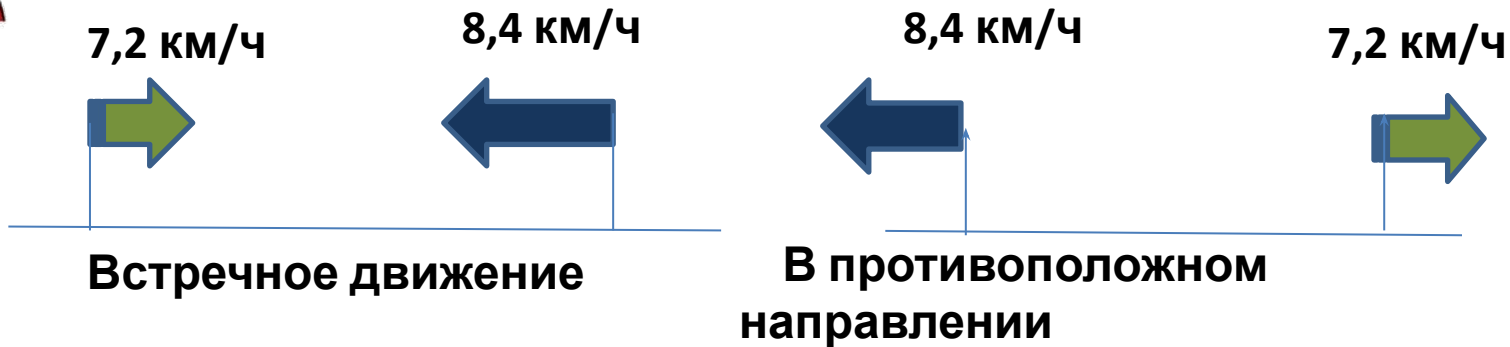 7,2 км/ч
8,4 км/ч
8,4 км/ч
7,2 км/ч
Встречное движение
В противоположном
направлении